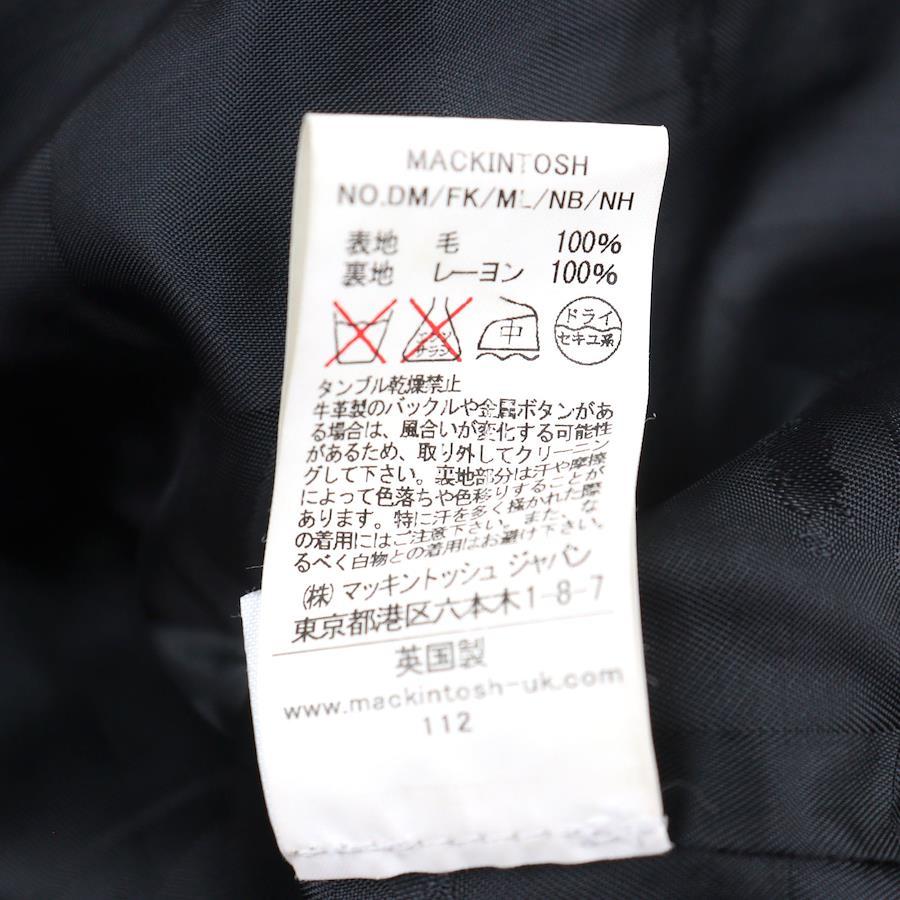 MACKINTOSH
NO.DM/FK/ML/NB/NH
表地 毛 100%
裏地 レーヨン 100%
エンソ
サラシ
中
ドライ
セキユ系
タンブル乾燥禁止
牛革製のバックルや金属ボタンがあ
る場合は、風合いが変化する可能性
があるため、取り外してクリーニン
グして下さい。裏地部分は汗や摩擦
によって色落ちや色移りすることが
あります。特に汗を多く掻かれた際
の着用にはご注意下さい。また、な
るべく白物との着用はお避け下さい。
(株)マッキントッシュ ジャパン
東京都港区六本木1-8-7
英国製
www.mackintosh-uk.com
112